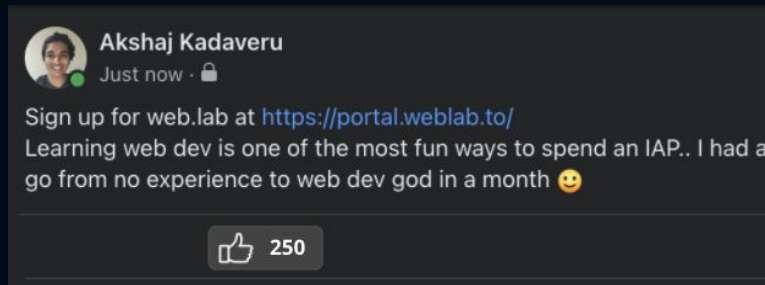 Akshaj Kadaveru
Just now ·
Sign up for web.lab at https://portal.weblab.to/
Learning web dev is one of the most fun ways to spend an IAP.. I had a
go from no experience to web dev god in a month
250